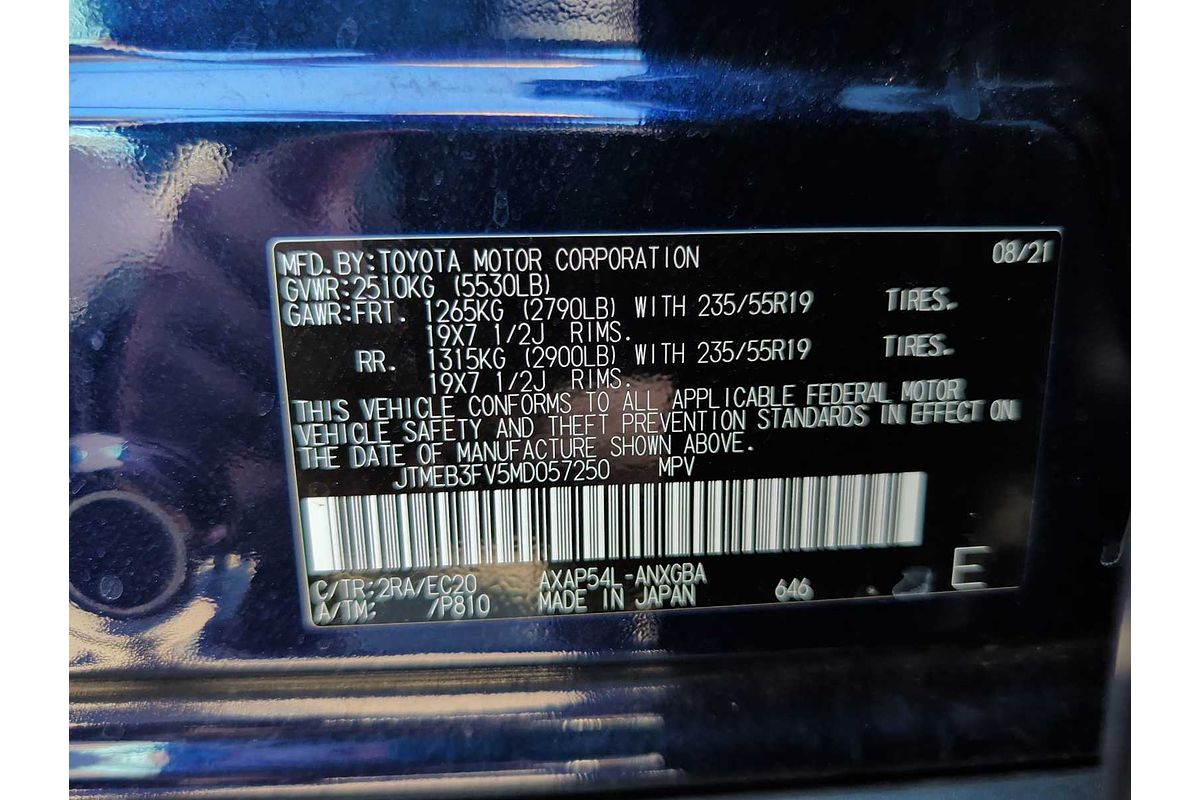 MFD. BY:TOYOTA MOTOR CORPORATION 08/21
GVWR:2510KG (5530LB)
GAWR:FRT. 1265KG (2790LB) WITH 235/55R19 TIRES.
19X7 1/2J RIMS.
RR. 1315KG (2900LB) WITH 235/55R19 TIRES.
19X7 1/2J RIMS.
THIS VEHICLE CONFORMS TO ALL APPLICABLE FEDERAL MOTOR
VEHICLE SAFETY AND THEFT PREVENTION STANDARDS IN EFFECT ON
THE DATE OF MANUFACTURE SHOWN ABOVE.
JTMEB3FV5MD057250 MPV
C/TR:2RA/EC20 AXAP54L-ANXGBA 646 E
A/TM: /P810 MADE IN JAPAN